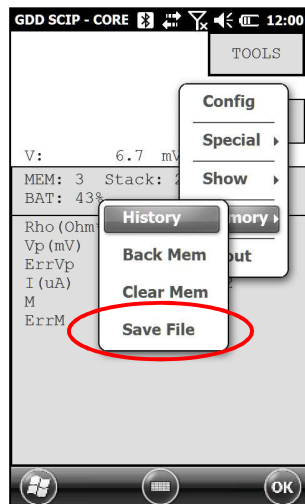 GDD SCIP - CORE 12:00
TOOLS
Config
Special
V: 6.7 mV
MEM: 3 Stack: Show
BAT: 43%
History mory
Rho(Ohm
Vp(mV)
Back Mem out
ErrVp
I(uA)
Clear Mem
M
ErrM
Save File
OK